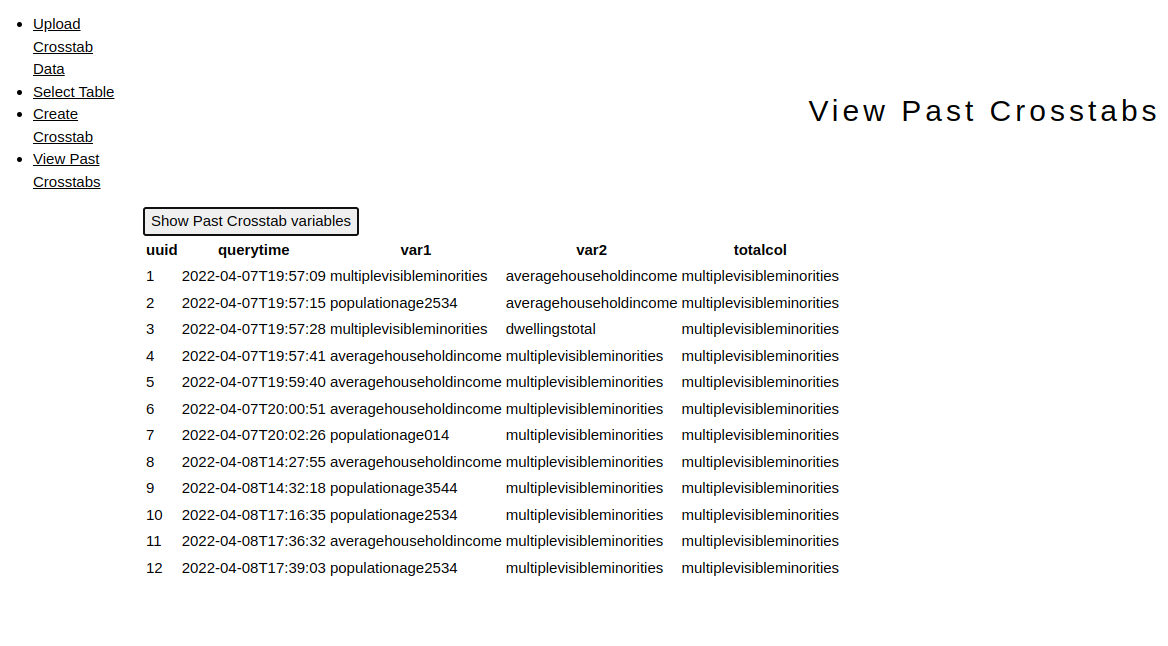 Upload
Crosstab
Data
Select Table
Create
Crosstab
View Past
Crosstabs
View Past Crosstabs
Show Past Crosstab variables
uuid querytime var1 var2 totalcol
1 2022-04-07T19:57:09 multiplevisibleminorities averagehouseholdincome multiplevisibleminorities
2 2022-04-07T19:57:15 populationage2534 averagehouseholdincome multiplevisibleminorities
3 2022-04-07T19:57:28 multiplevisibleminorities dwellingstotal multiplevisibleminorities
4 2022-04-07T19:57:41 averagehouseholdincome multiplevisibleminorities multiplevisibleminorities
5 2022-04-07T19:59:40 averagehouseholdincome multiplevisibleminorities multiplevisibleminorities
6 2022-04-07T20:00:51 averagehouseholdincome multiplevisibleminorities multiplevisibleminorities
7 2022-04-07T20:02:26 populationage014 multiplevisibleminorities multiplevisibleminorities
8 2022-04-08T14:27:55 averagehouseholdincome multiplevisibleminorities multiplevisibleminorities
9 2022-04-08T14:32:18 populationage3544 multiplevisibleminorities multiplevisibleminorities
10 2022-04-08T17:16:35 populationage2534 multiplevisibleminorities multiplevisibleminorities
11 2022-04-08T17:36:32 averagehouseholdincome multiplevisibleminorities multiplevisibleminorities
12 2022-04-08T17:39:03 populationage2534 multiplevisibleminorities multiplevisibleminorities